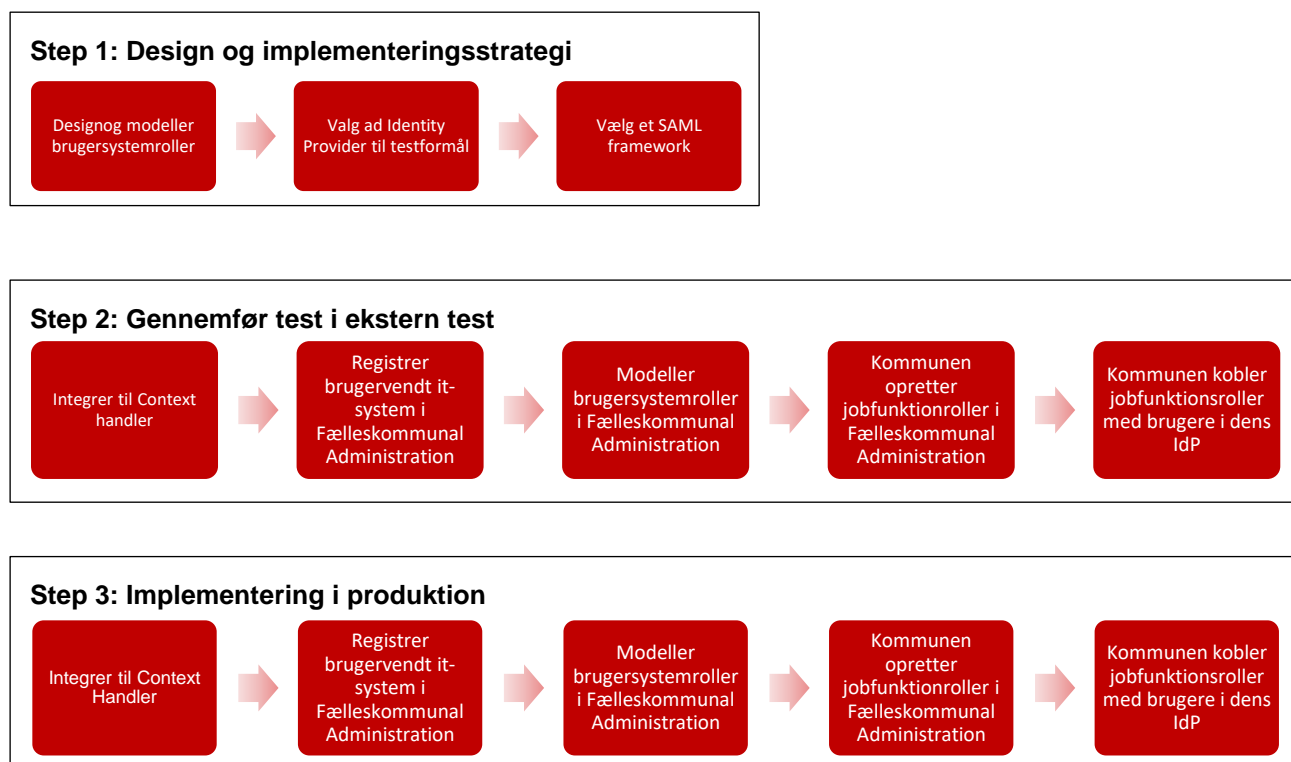 Step 1: Design og implementeringsstrategi
Designog modeller
brugersystemroller
Valg ad Identity
Provider til testformål
Vælg et SAML
framework
Step 2: Gennemfør test i ekstern test
Integrer til Context
handler
Registrer
brugervendt it-
system i
Fælleskommunal
Administration
Modeller
brugersystemroller
i Fælleskommunal
Administration
Kommunen
opretter
jobfunktionroller i
Fælleskommunal
Administration
Kommunen kobler
jobfunktionsroller
med brugere i dens
IdP
Step 3: Implementering i produktion
Integrer til Context
Handler
Registrer
brugervendt it-
system i
Fælleskommunal
Administration
Modeller
brugersystemroller
i Fælleskommunal
Administration
Kommunen
opretter
jobfunktionroller i
Fælleskommunal
Administration
Kommunen kobler
jobfunktionsroller
med brugere i dens
IdP